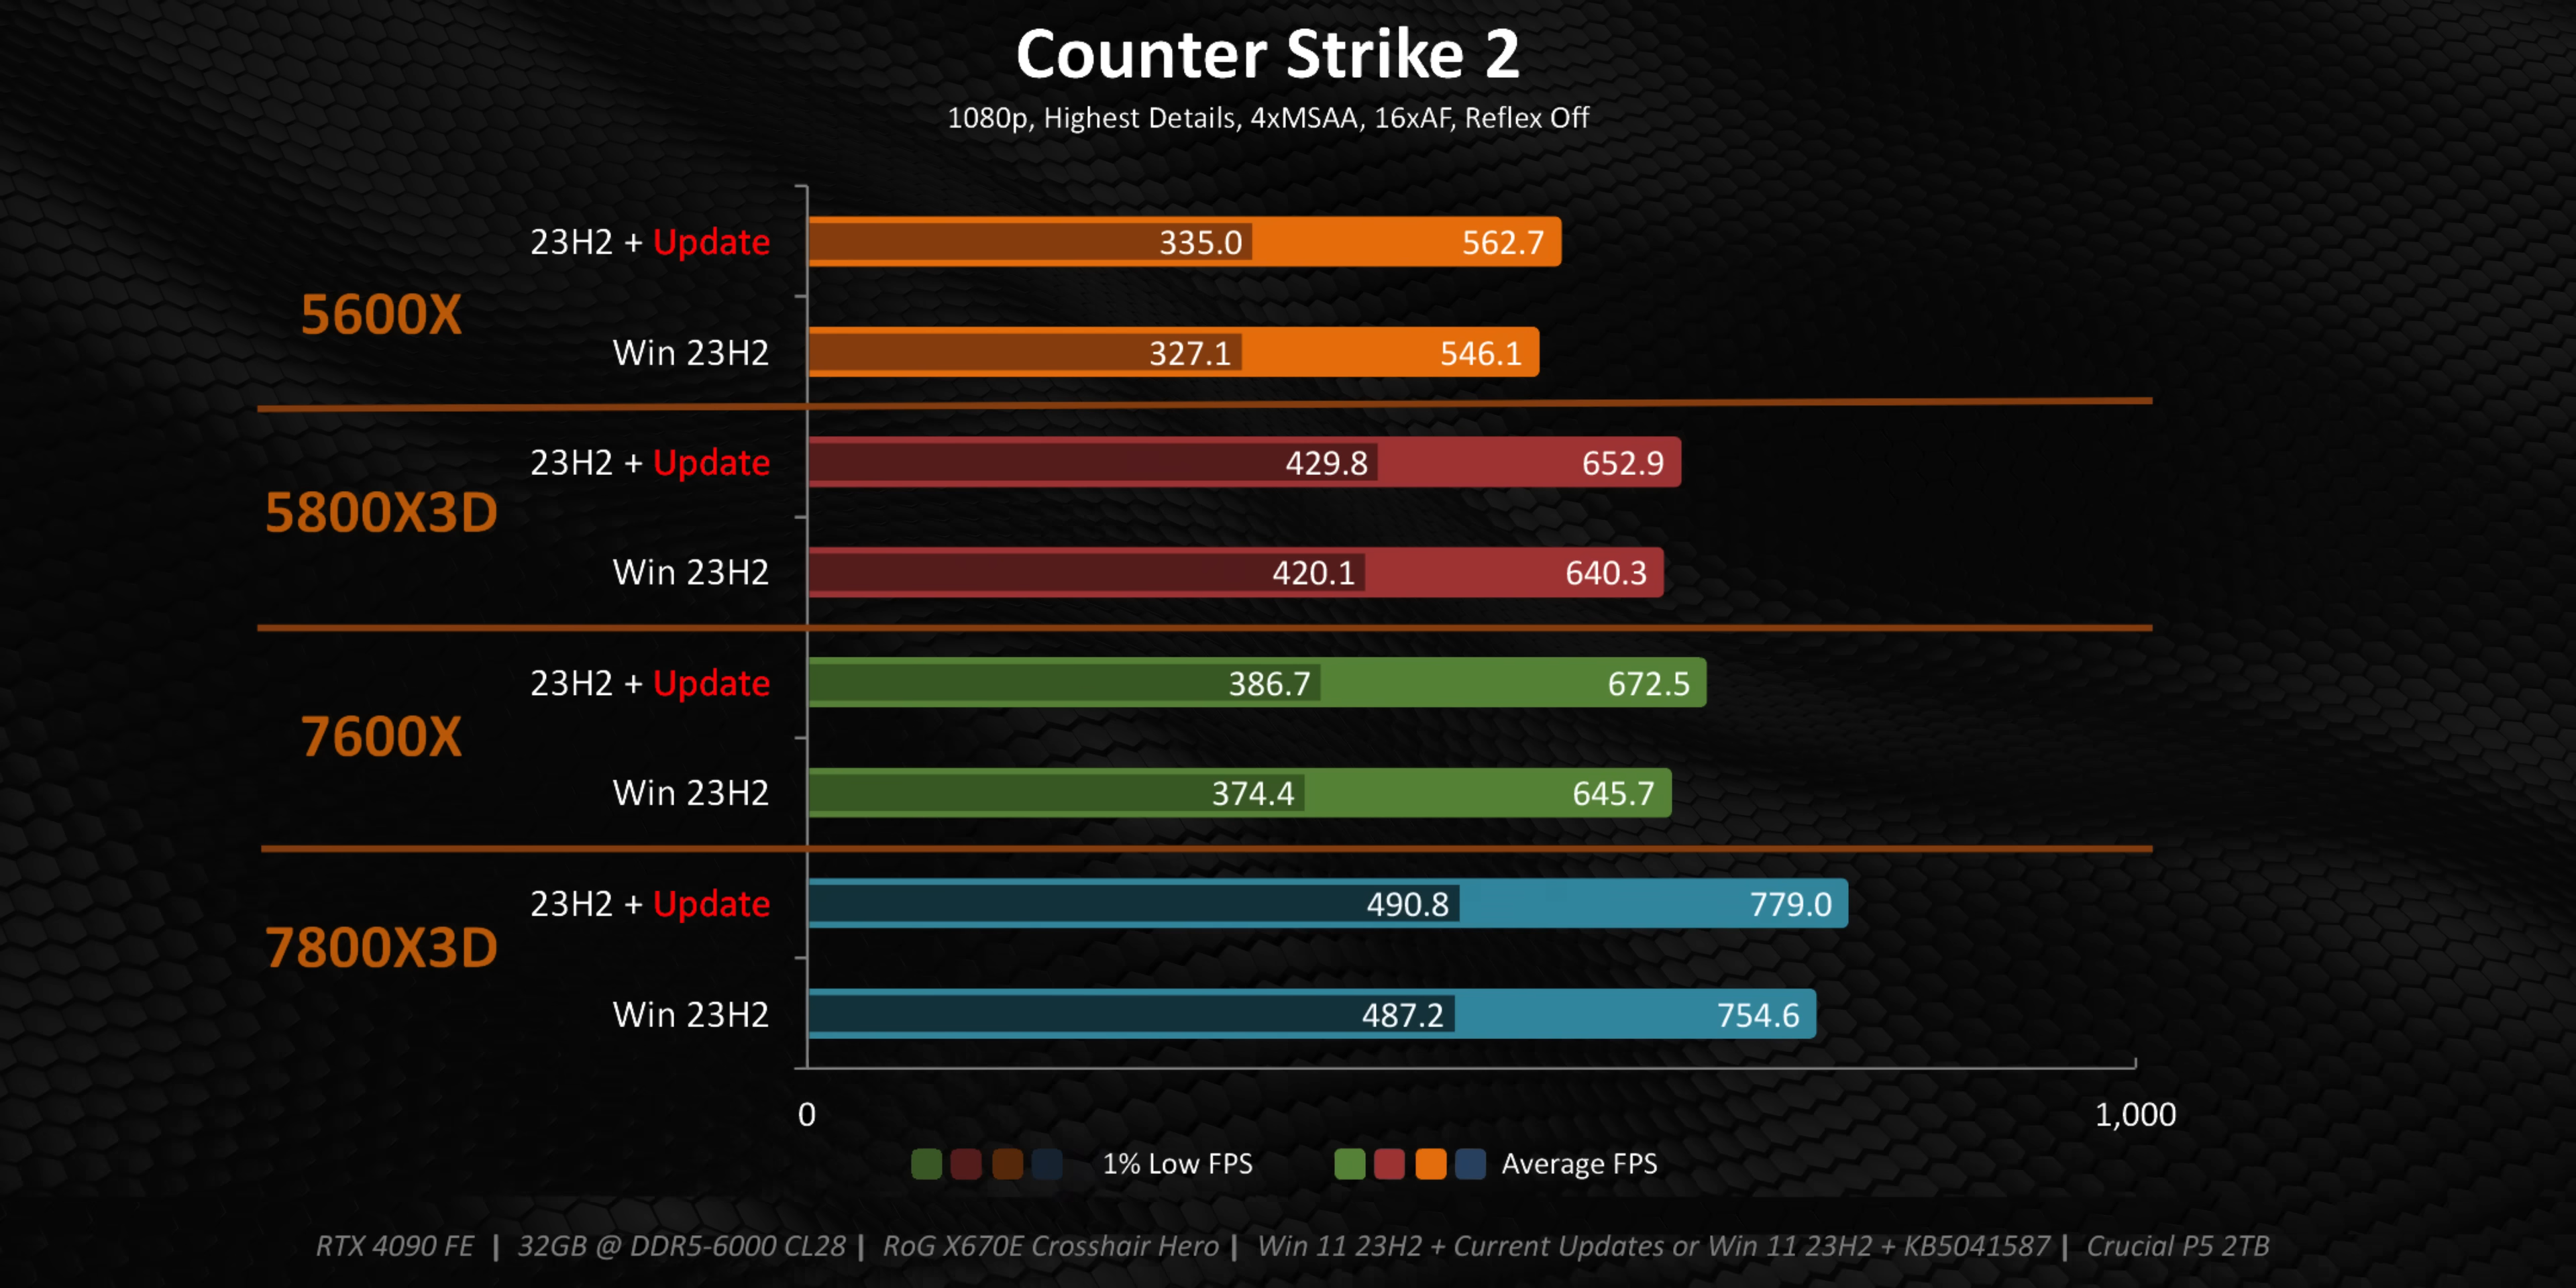 Counter Strike 2
1080p, Highest Details, 4xMSAA, 16xAF, Reflex Off
5600X
23H2 + Update 335.0 562.7
Win 23H2 327.1 546.1
5800X3D
23H2 + Update 429.8 652.9
Win 23H2 420.1 640.3
7600X
23H2 + Update 386.7 672.5
Win 23H2 374.4 645.7
7800X3D
23H2 + Update 490.8 779.0
Win 23H2 487.2 754.6
0 1,000
1% Low FPS Average FPS
RTX 4090 FE | 32GB @ DDR5-6000 CL28 | RoG X670E Crosshair Hero | Win 11 23H2 + Current Updates or Win 11 23H2 + KB5041587 | Crucial P5 2TB